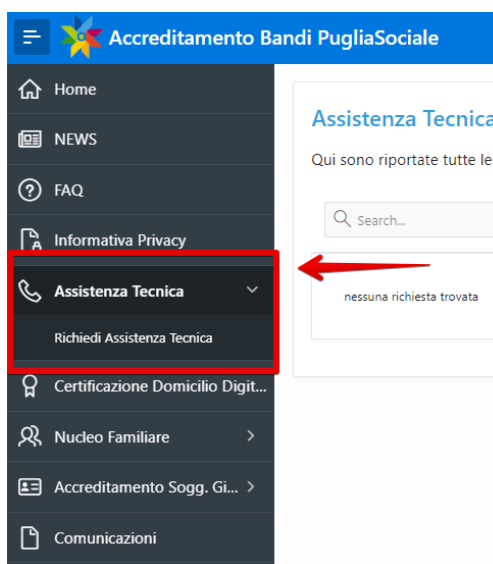 Accreditamento Bandi PugliaSociale
Home
NEWS
FAQ
Informativa Privacy
Assistenza Tecnica
Richiedi Assistenza Tecnica
Certificazione Domicilio Digit...
Nucleo Familiare
Accreditamento Sogg. Gi...
Comunicazioni
Assistenza Tecnica
Qui sono riportate tutte le
Search...
nessuna richiesta trovata